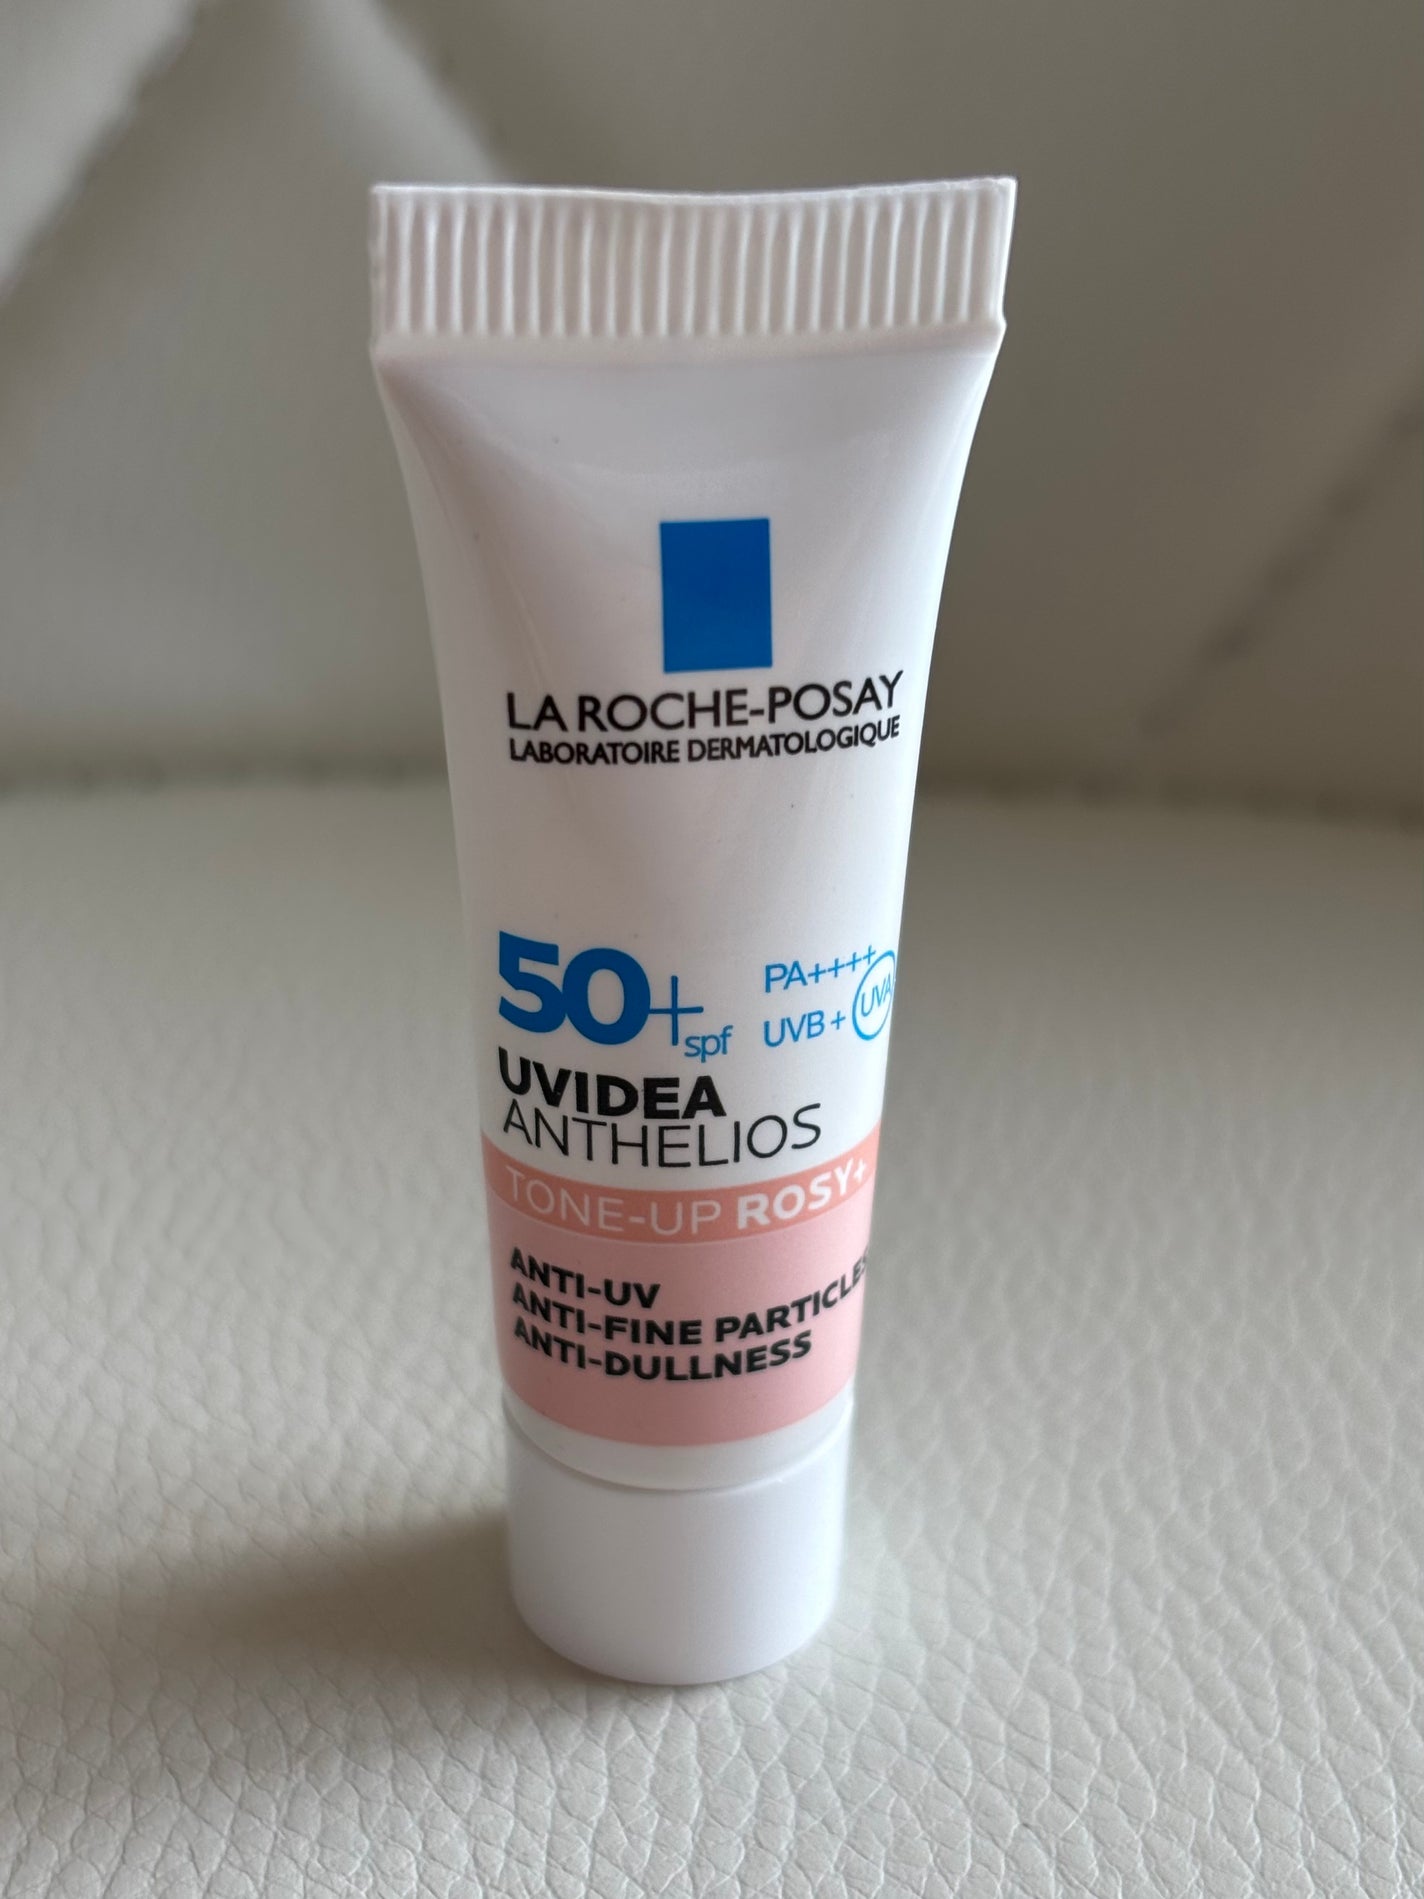 LA ROCHE-POSAY
LABORATOIRE DERMATOLOGIQUE
50+ spf
PA++++
UVB + UVA
UVIDEA
ANTHELIOS
TONE-UP ROSY+
ANTI-UV
ANTI-FINE PARTICLES
ANTI-DULLNESS